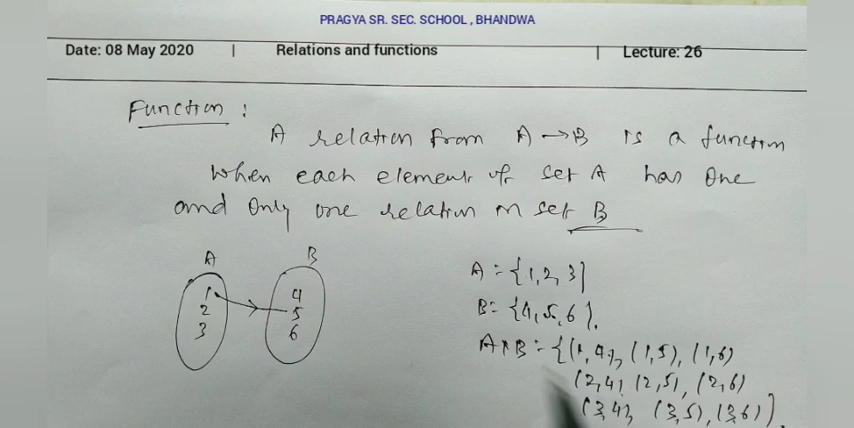 PRAGYA SR. SEC. SCHOOL , BHANDWA
Date: 08 May 2020 | Relations and functions | Lecture: 26
Function :
A relation from A → B is a function
when each element of set A has one
and only one relation in set B
A B
1 4
2 5
3 6
A = {1, 2, 3}
B = {4, 5, 6}.
A×B = {(1, 4), (1, 5), (1, 6)
(2, 4), (2, 5), (2, 6)
(3, 4), (3, 5), (3, 6)}.